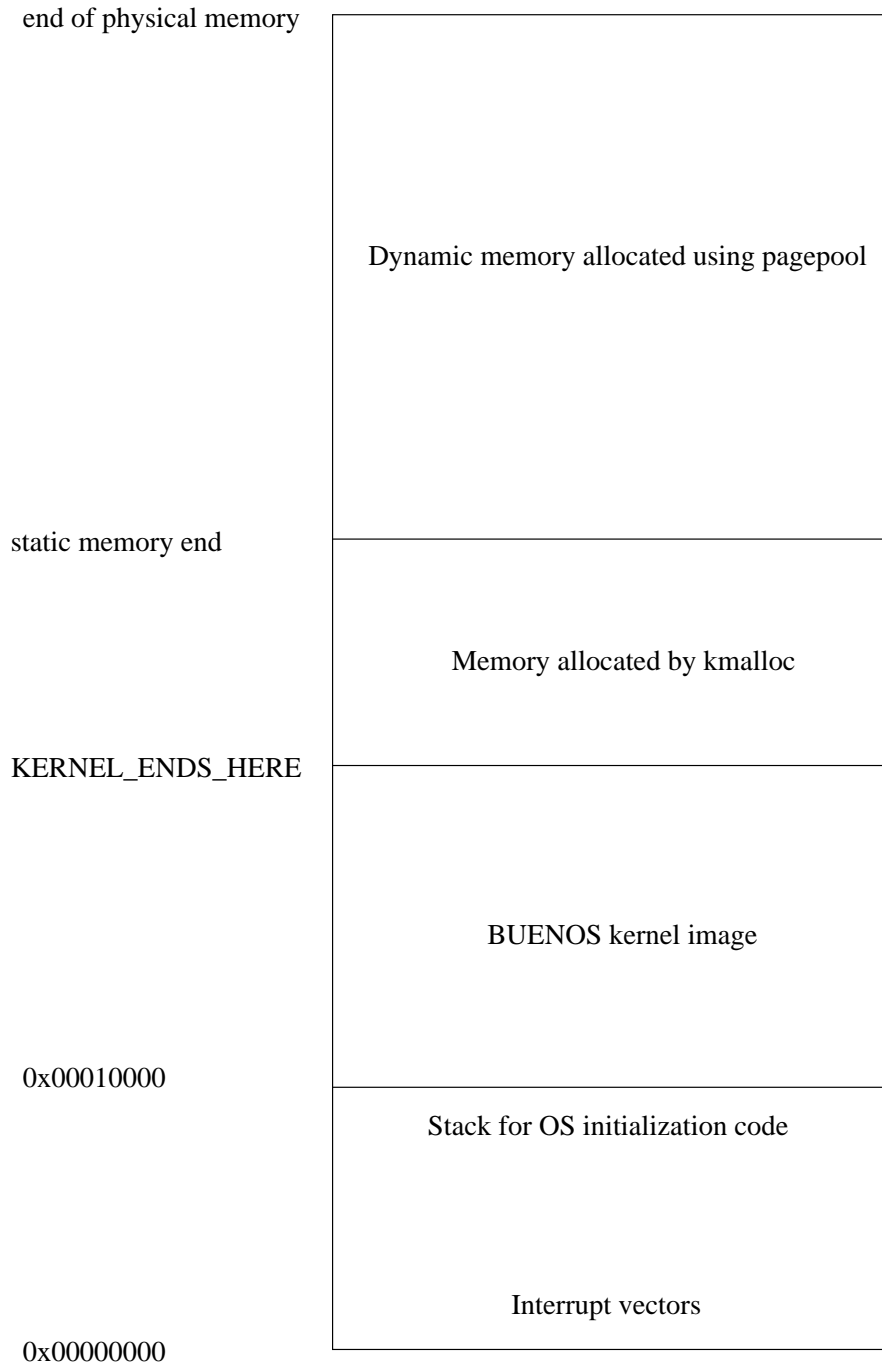 end of physical memory
Dynamic memory allocated using pagepool
static memory end
Memory allocated by kmalloc
KERNEL_ENDS_HERE
BUENOS kernel image
0x00010000
Stack for OS initialization code
Interrupt vectors
0x00000000